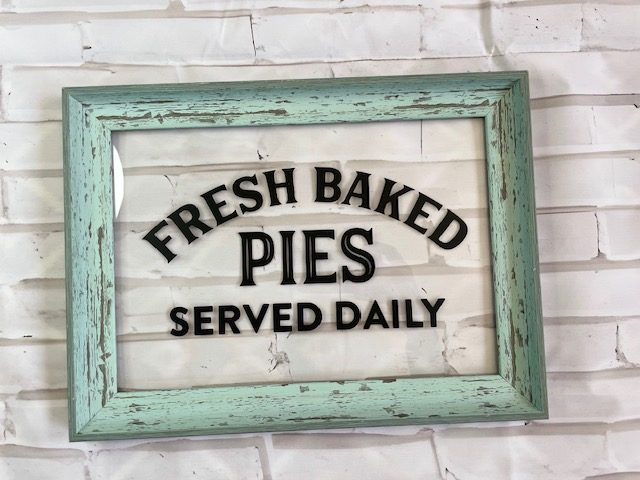 FRESH BAKED
PIES
SERVED DAILY